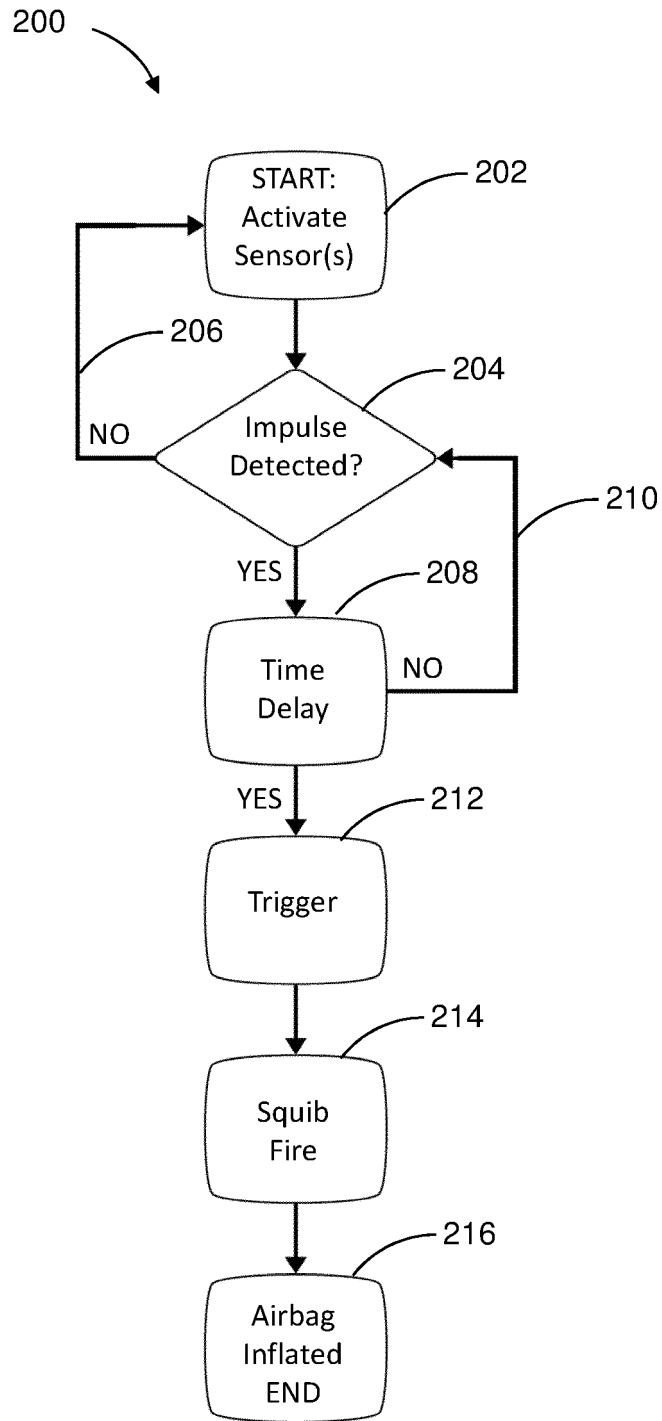 200
START:
Activate
Sensor(s)
202
206
204
Impulse
Detected?
NO
210
YES
208
Time
Delay
NO
YES
212
Trigger
214
Squib
Fire
216
Airbag
Inflated
END